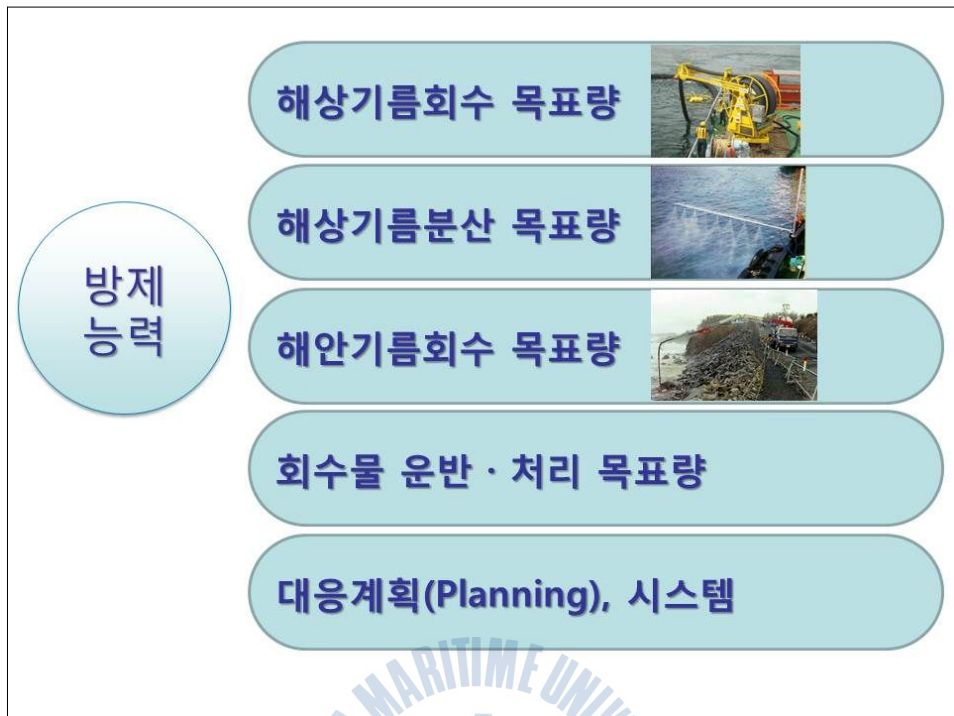 방제
능력
해상기름회수 목표량
해상기름분산 목표량
해안기름회수 목표량
회수물 운반 · 처리 목표량
대응계획(Planning), 시스템
MARITIME